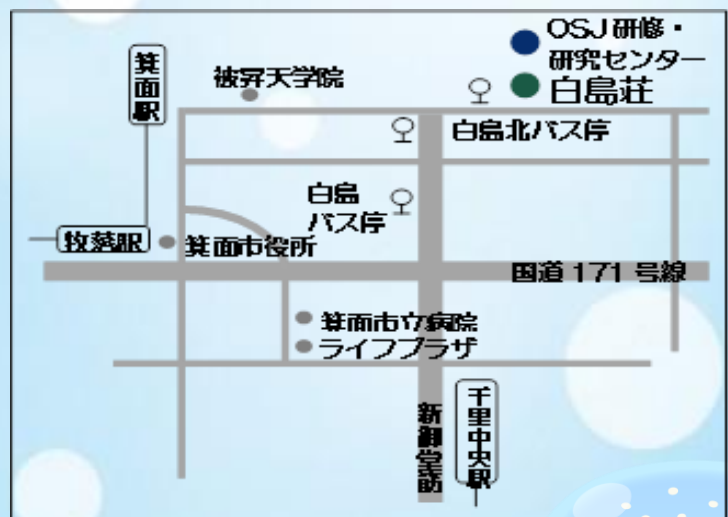 OSJ研修・
研究センター
白島荘
箕面駅
被昇天学院
白島北バス停
白島
バス停
牧落駅
箕面市役所
国道171号線
箕面市立病院
ライフプラザ
新御堂筋
千里中央駅